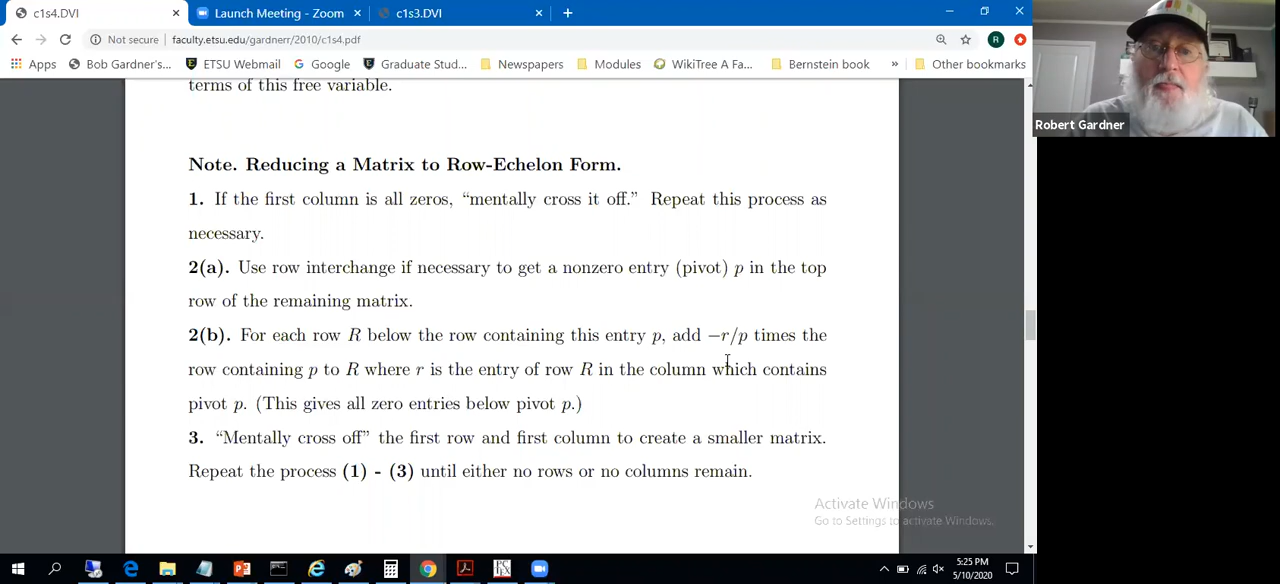 c1s4.DVI
Launch Meeting - Zoom
c1s3.DVI
Not secure | faculty.etsu.edu/gardnerr/2010/c1s4.pdf
R
Apps
Bob Gardner's...
ETSU Webmail
Google
Graduate Stud...
Newspapers
Modules
WikiTree A Fa...
Bernstein book
»
Other bookmarks
Robert Gardner
terms of this free variable.
Note. Reducing a Matrix to Row-Echelon Form.
1. If the first column is all zeros, “mentally cross it off.” Repeat this process as
necessary.
2(a). Use row interchange if necessary to get a nonzero entry (pivot) p in the top
row of the remaining matrix.
2(b). For each row R below the row containing this entry p, add −r/p times the
row containing p to R where r is the entry of row R in the column which contains
pivot p. (This gives all zero entries below pivot p.)
3. “Mentally cross off” the first row and first column to create a smaller matrix.
Repeat the process (1) - (3) until either no rows or no columns remain.
Activate Windows
Go to Settings to activate Windows.
5:25 PM
5/10/2020